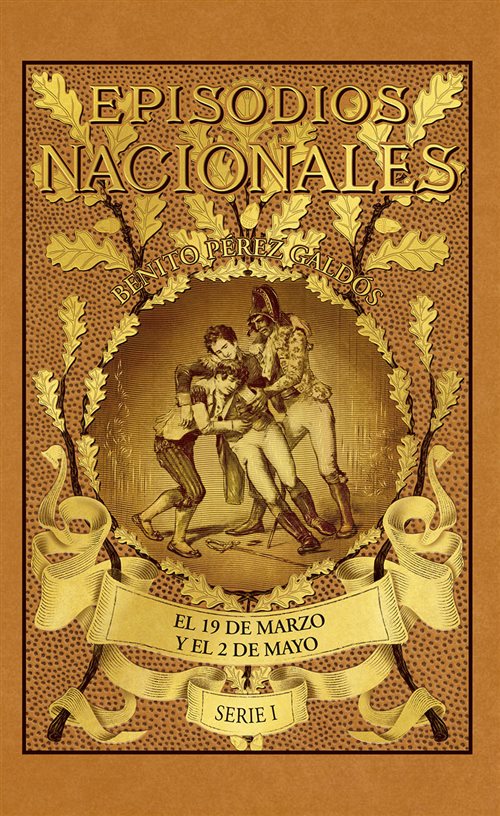 EPISODIOS
NACIONALES
BENITO PÉREZ GALDÓS
EL 19 DE MARZO
Y EL 2 DE MAYO
SERIE I